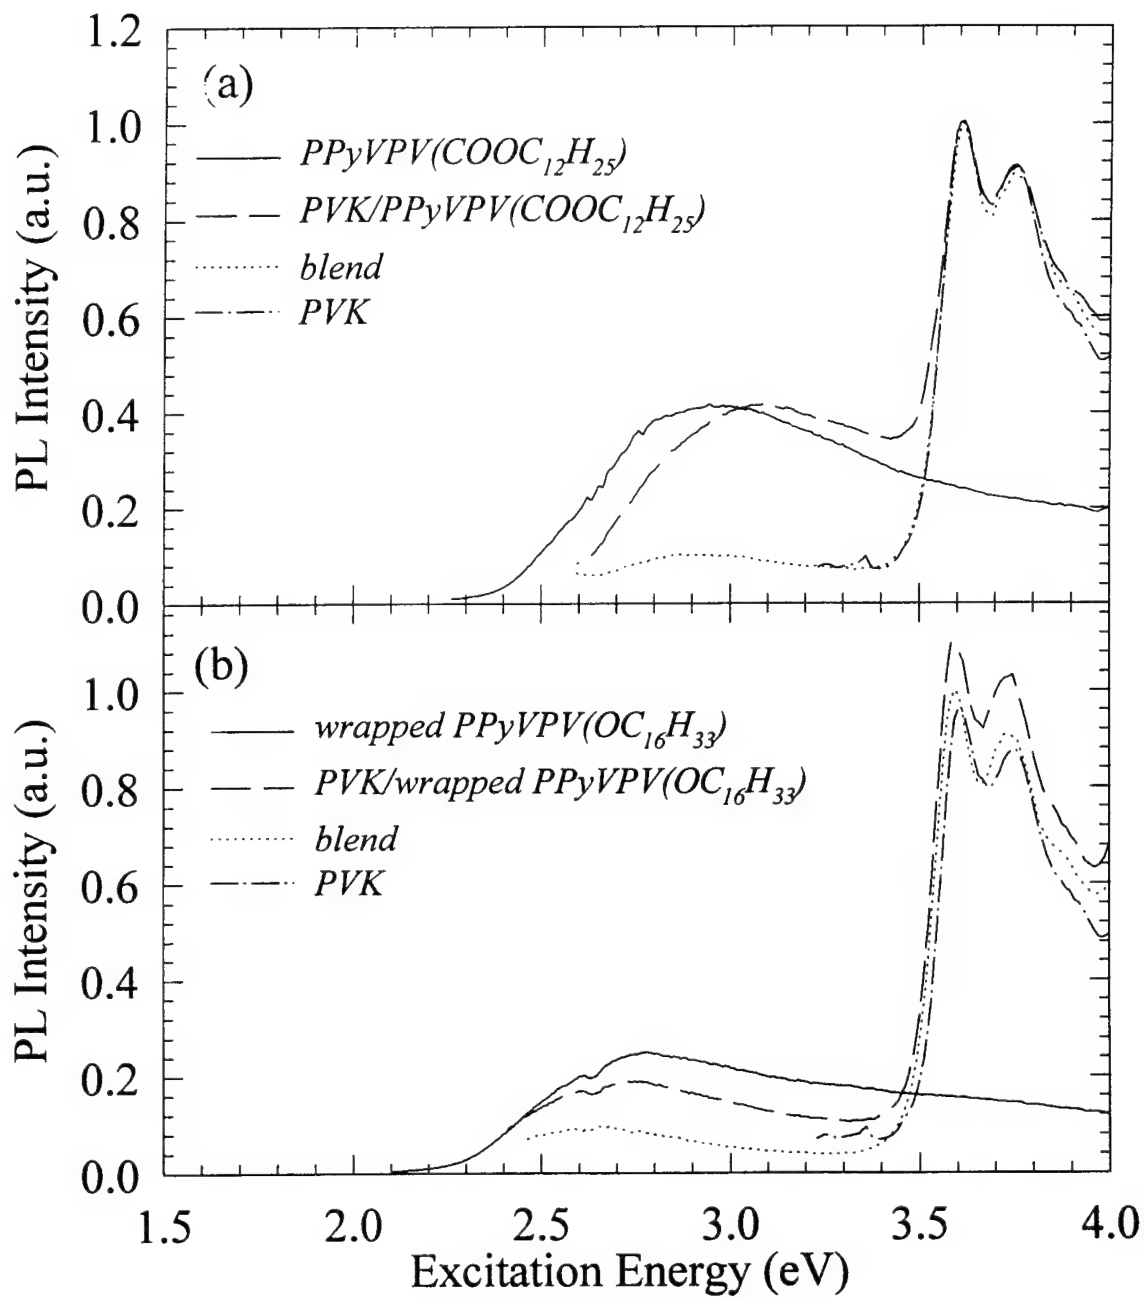 1.2
(a)
1.0
PPyVPV(COOC12H25)
PVK/PPyVPV(COOC12H25)
0.8
blend
PVK
0.6
0.4
0.2
0.0
PL Intensity (a.u.)
(b)
1.0
wrapped PPyVPV(OC16H33)
PVK/wrapped PPyVPV(OC16H33)
0.8
blend
PVK
0.6
0.4
0.2
0.0
PL Intensity (a.u.)
1.5 2.0 2.5 3.0 3.5 4.0
Excitation Energy (eV)